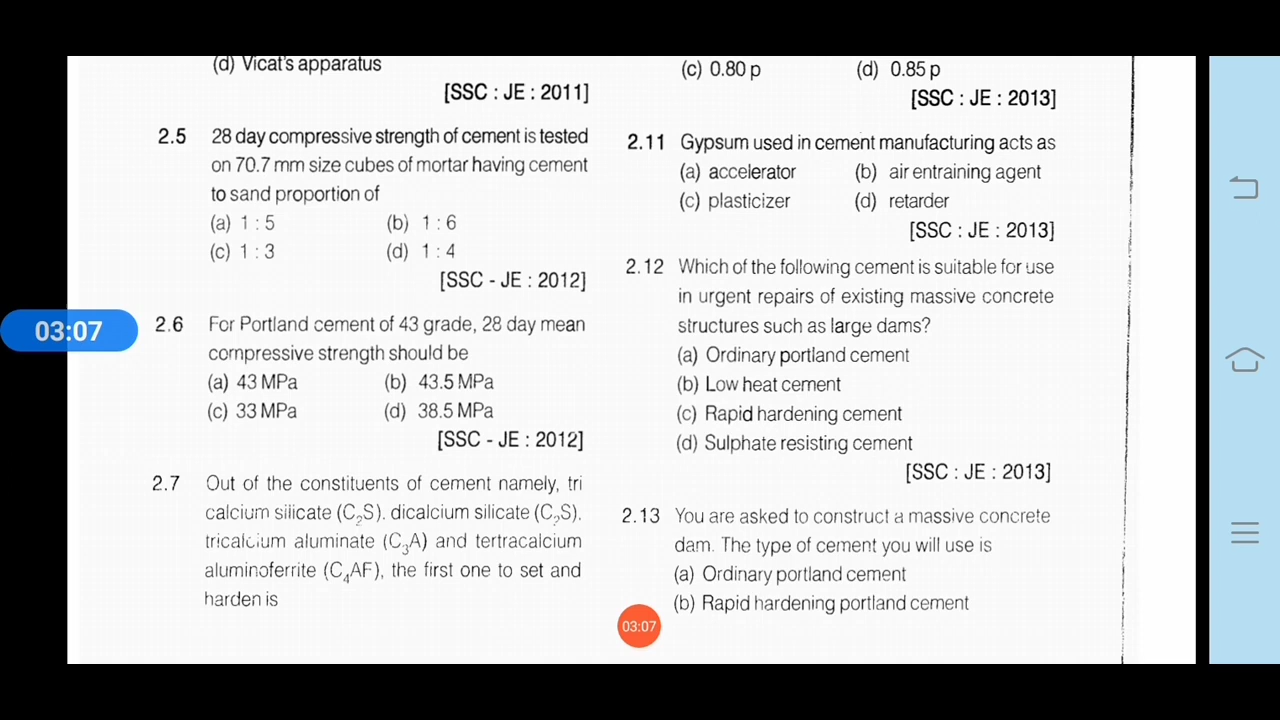 (d) Vicat's apparatus
[SSC : JE : 2011]
2.5 28 day compressive strength of cement is tested
on 70.7 mm size cubes of mortar having cement
to sand proportion of
(a) 1 : 5 (b) 1 : 6
(c) 1 : 3 (d) 1 : 4
[SSC - JE : 2012]
2.6 For Portland cement of 43 grade, 28 day mean
compressive strength should be
(a) 43 MPa (b) 43.5 MPa
(c) 33 MPa (d) 38.5 MPa
[SSC - JE : 2012]
2.7 Out of the constituents of cement namely, tri
calcium silicate (C₂S). dicalcium silicate (C₂S),
tricalcium aluminate (C₃A) and tertracalcium
aluminoferrite (C₄AF), the first one to set and
harden is
(c) 0.80 p (d) 0.85 p
[SSC : JE : 2013]
2.11 Gypsum used in cement manufacturing acts as
(a) accelerator (b) air entraining agent
(c) plasticizer (d) retarder
[SSC : JE : 2013]
2.12 Which of the following cement is suitable for use
in urgent repairs of existing massive concrete
structures such as large dams?
(a) Ordinary portland cement
(b) Low heat cement
(c) Rapid hardening cement
(d) Sulphate resisting cement
[SSC : JE : 2013]
2.13 You are asked to construct a massive concrete
dam. The type of cement you will use is
(a) Ordinary portland cement
(b) Rapid hardening portland cement
03:07
03:07